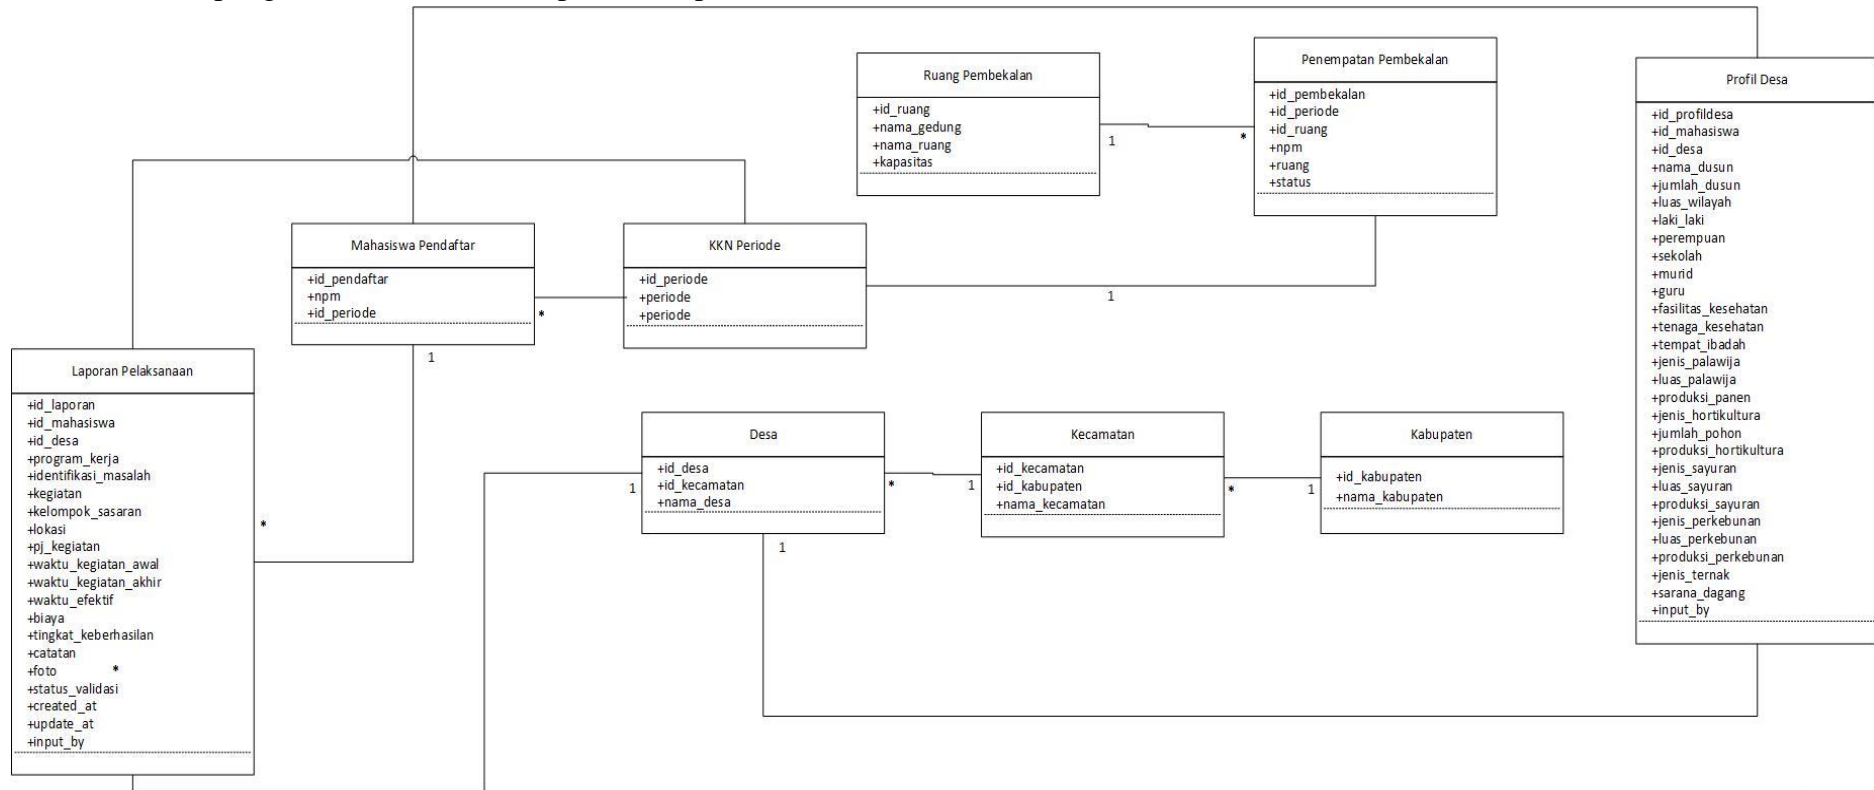 Ruang Pembekalan
+id_ruang
+nama_gedung
+nama_ruang
+kapasitas
1
*
Penempatan Pembekalan
+id_pembekalan
+id_periode
+id_ruang
+npm
+ruang
+status
Profil Desa
+id_profildesa
+id_mahasiswa
+id_desa
+nama_dusun
+jumlah_dusun
+luas_wilayah
+laki_laki
+perempuan
+sekolah
+murid
+guru
+fasilitas_kesehatan
+tenaga_kesehatan
+tempat_ibadah
+jenis_palawija
+luas_palawija
+produksi_panen
+jenis_hortikultura
+jumlah_pohon
+produksi_hortikultura
+jenis_sayuran
+luas_sayuran
+produksi_sayuran
+jenis_perkebunan
+luas_perkebunan
+produksi_perkebunan
+jenis_ternak
+sarana_dagang
+input_by
Mahasiswa Pendaftar
+id_pendaftar
+npm
+id_periode
*
1
KKN Periode
+id_periode
+periode
+periode
1
Laporan Pelaksanaan
+id_laporan
+id_mahasiswa
+id_desa
+program_kerja
+identifikasi_masalah
+kegiatan
+kelompok_sasaran
+lokasi
+pj_kegiatan
+waktu_kegiatan_awal
+waktu_kegiatan_akhir
+waktu_efektif
+biaya
+tingkat_keberhasilan
+catatan
+foto *
+status_validasi
+created_at
+update_at
+input_by
*
1
Desa
+id_desa
+id_kecamatan
+nama_desa
1
*
1
Kecamatan
+id_kecamatan
+id_kabupaten
+nama_kecamatan
*
1
Kabupaten
+id_kabupaten
+nama_kabupaten